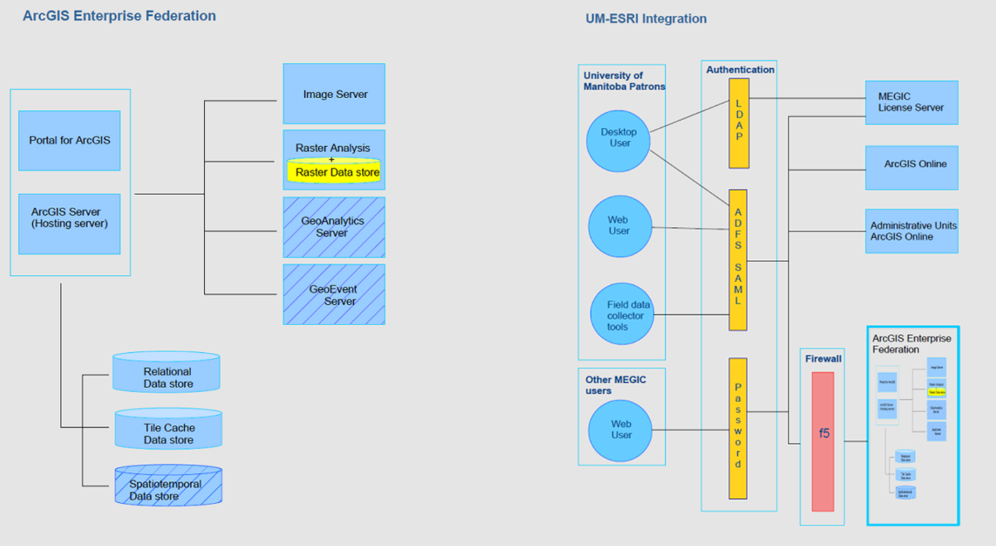 ArcGIS Enterprise Federation
Portal for ArcGIS
ArcGIS Server
(Hosting server)
Image Server
Raster Analysis
+
Raster Data store
GeoAnalytics
Server
GeoEvent
Server
Relational
Data store
Tile Cache
Data store
Spatiotemporal
Data store
UM-ESRI Integration
University of
Manitoba Patrons
Desktop
User
Web
User
Field data
collector
tools
Other MEGIC
users
Web
User
Authentication
LDAP
ADFS SAML
Password
MEGIC
License Server
ArcGIS Online
Administrative Units
ArcGIS Online
Firewall
f5
ArcGIS Enterprise
Federation